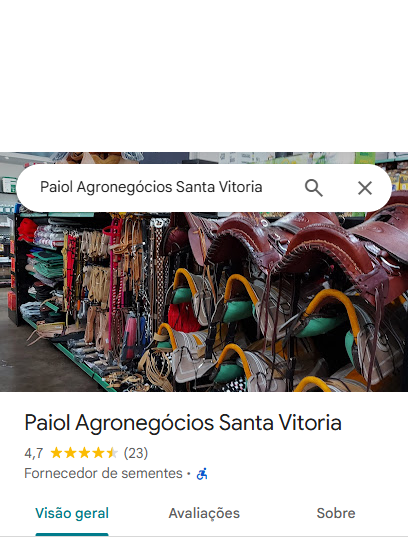 Paiol Agronegócios Santa Vitoria
Paiol Agronegócios Santa Vitoria
4,7 (23)
Fornecedor de sementes ·
Visão geral Avaliações Sobre